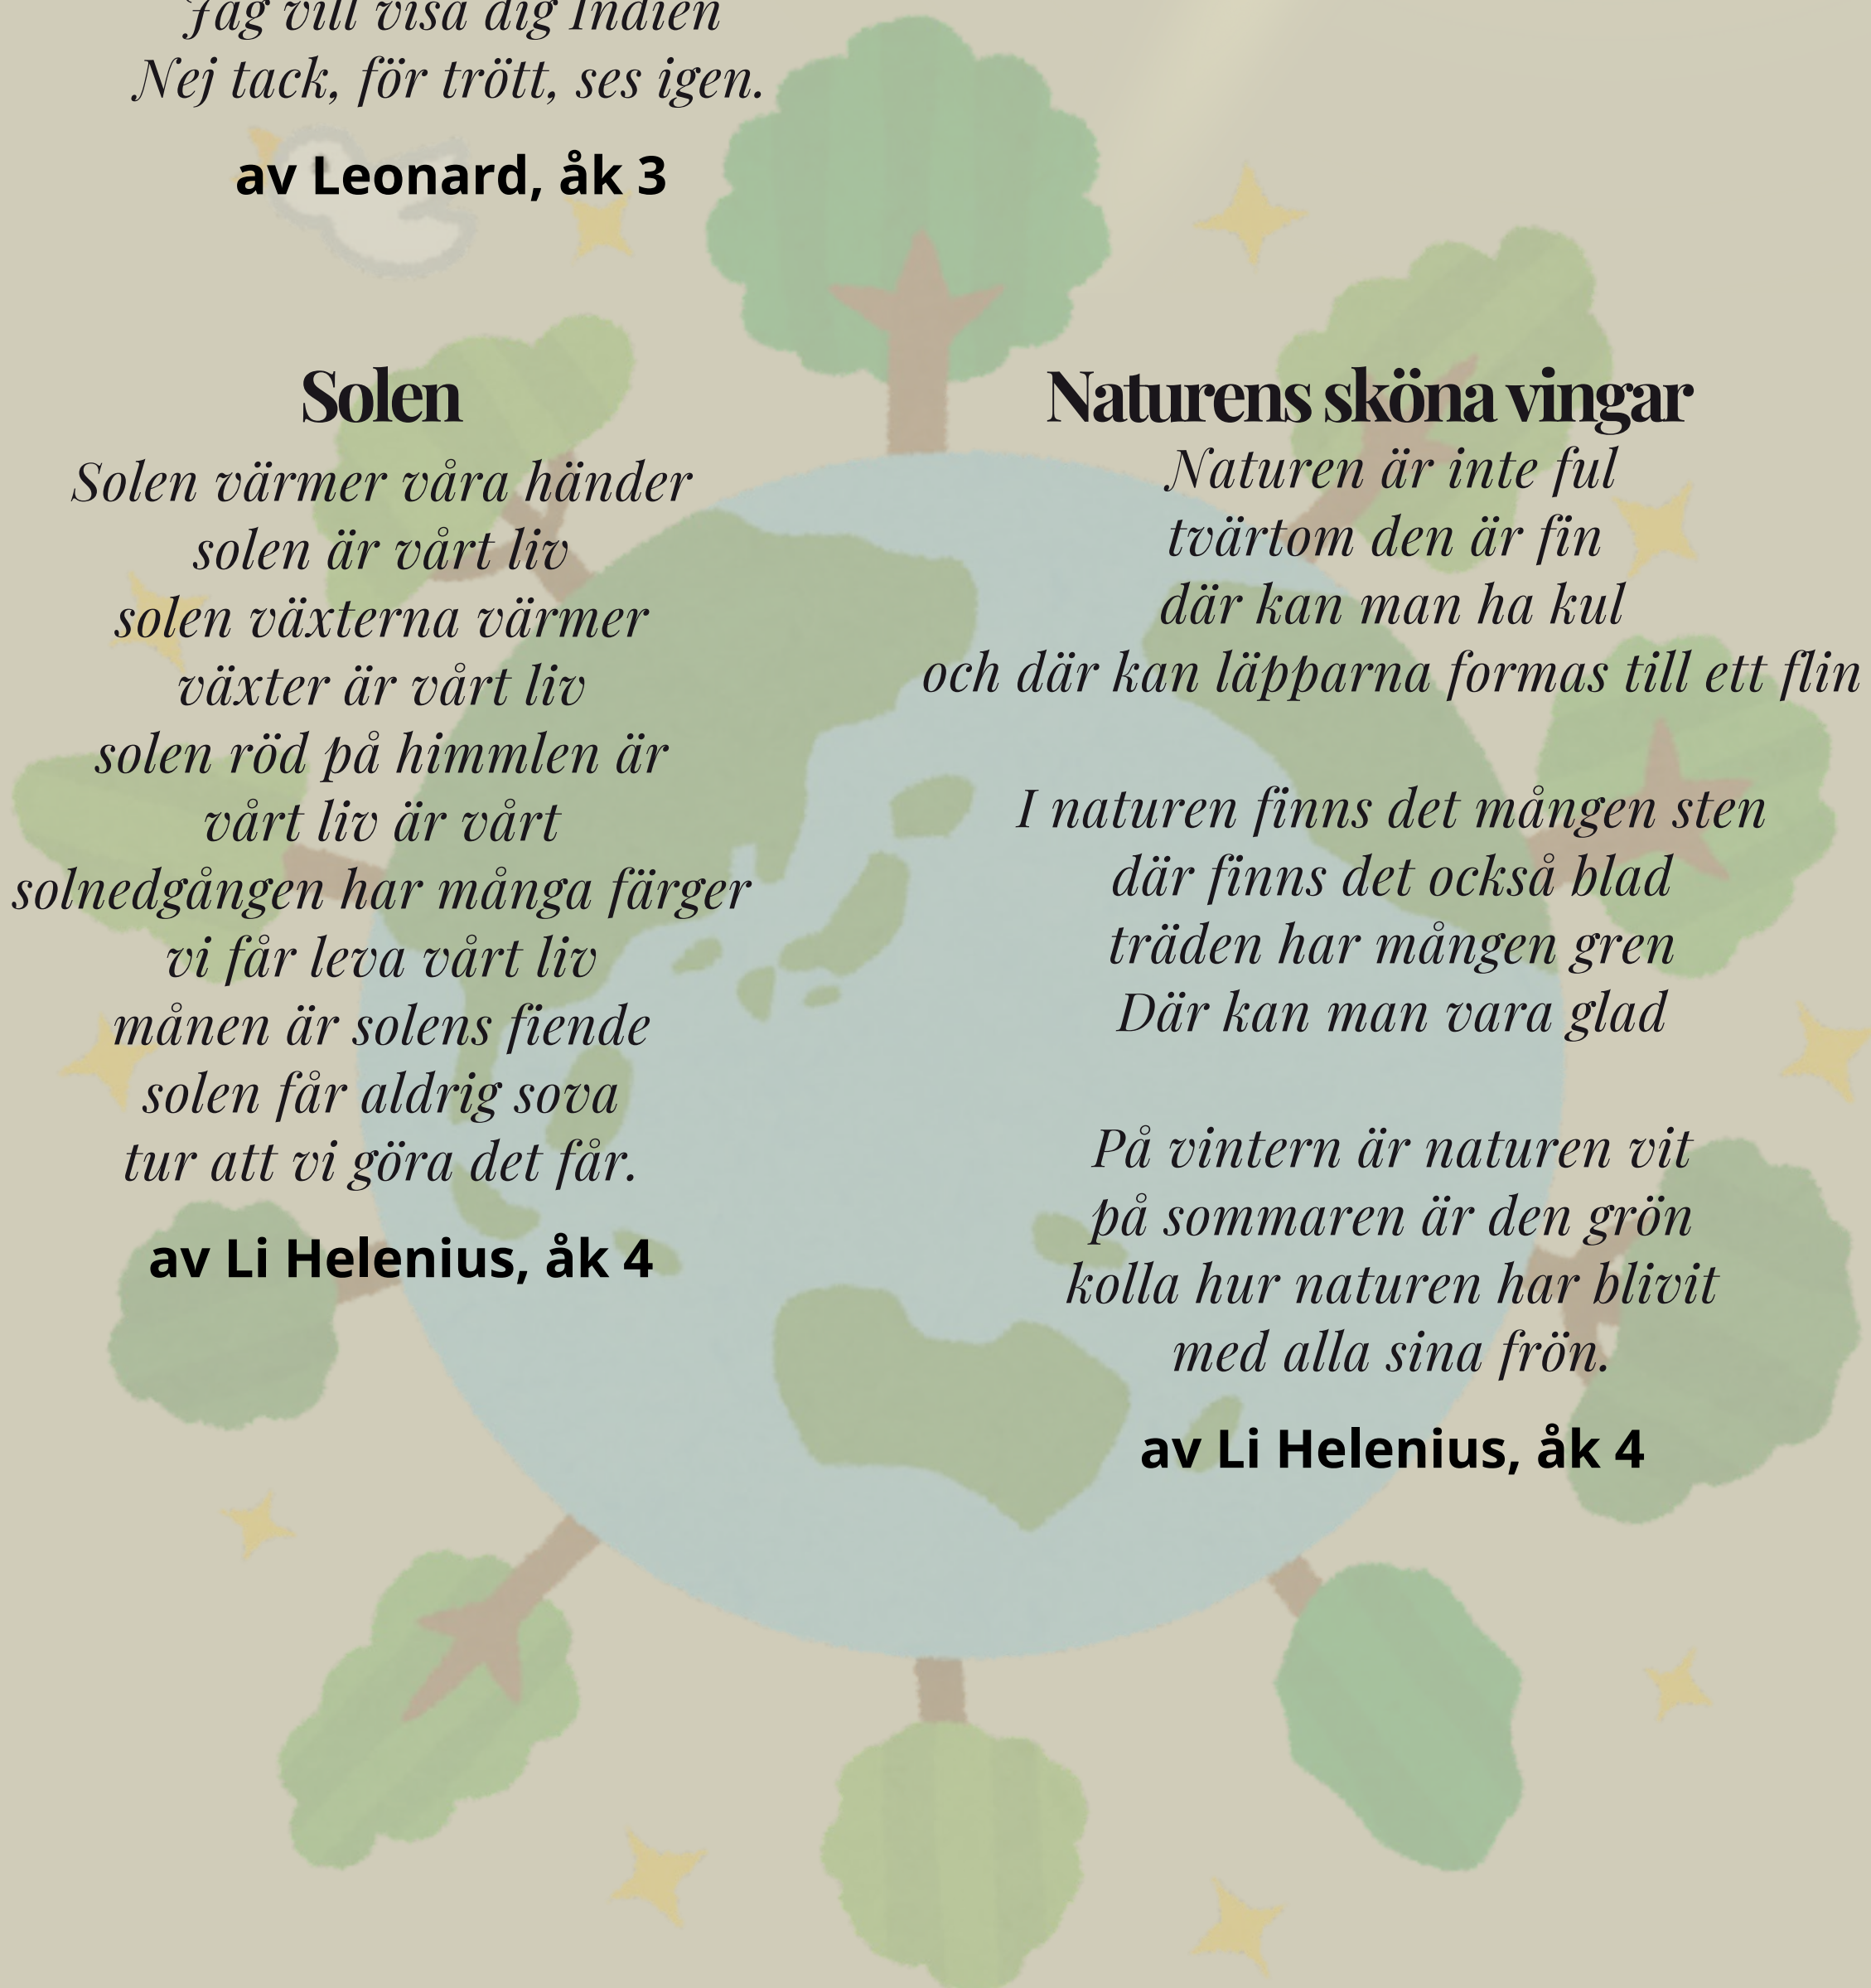 Jag vill visa dig Indien
Nej tack, för trött, ses igen.
av Leonard, åk 3
Solen
Solen värmer våra händer
solen är vårt liv
solen växterna värmer
växter är vårt liv
solen röd på himmlen är
vårt liv är vårt
solnedgången har många färger
vi får leva vårt liv
månen är solens fiende
solen får aldrig sova
tur att vi göra det får.
av Li Helenius, åk 4
Naturens sköna vingar
Naturen är inte ful
tvärtom den är fin
där kan man ha kul
och där kan läpparna formas till ett flin
I naturen finns det mången sten
där finns det också blad
träden har mången gren
Där kan man vara glad
På vintern är naturen vit
på sommaren är den grön
kolla hur naturen har blivit
med alla sina frön.
av Li Helenius, åk 4